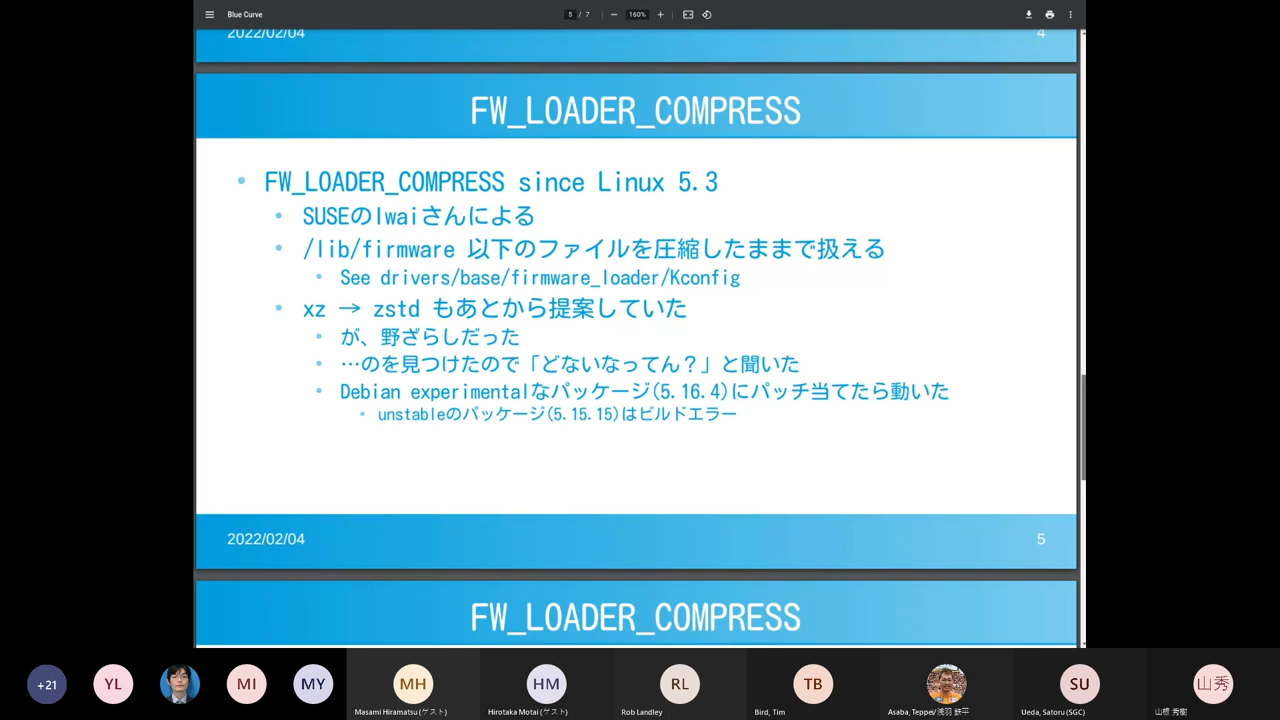 Blue Curve
5 / 7
160%
2022/02/04
4
FW_LOADER_COMPRESS
• FW_LOADER_COMPRESS since Linux 5.3
• SUSEのIwaiさんによる
• /lib/firmware 以下のファイルを圧縮したままで扱える
• See drivers/base/firmware_loader/Kconfig
• xz → zstd もあとから提案していた
• が、野ざらしだった
• …のを見つけたので「どないなってん？」と聞いた
• Debian experimentalなパッケージ(5.16.4)にパッチ当てたら動いた
• unstableのパッケージ(5.15.15)はビルドエラー
2022/02/04
5
FW_LOADER_COMPRESS
+21
YL
MI
MY
MH
HM
RL
TB
SU
山秀
Masami Hiramatsu (ゲスト)
Hirotaka Motai (ゲスト)
Rob Landley
Bird, Tim
Asaba, Teppei/浅羽 鉄平
Ueda, Satoru (SGC)
山根 秀樹